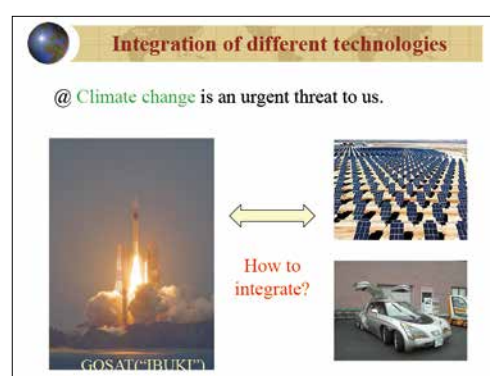 Integration of different technologies
@ Climate change is an urgent threat to us.
How to
integrate?
GOSAT("IBUKI")